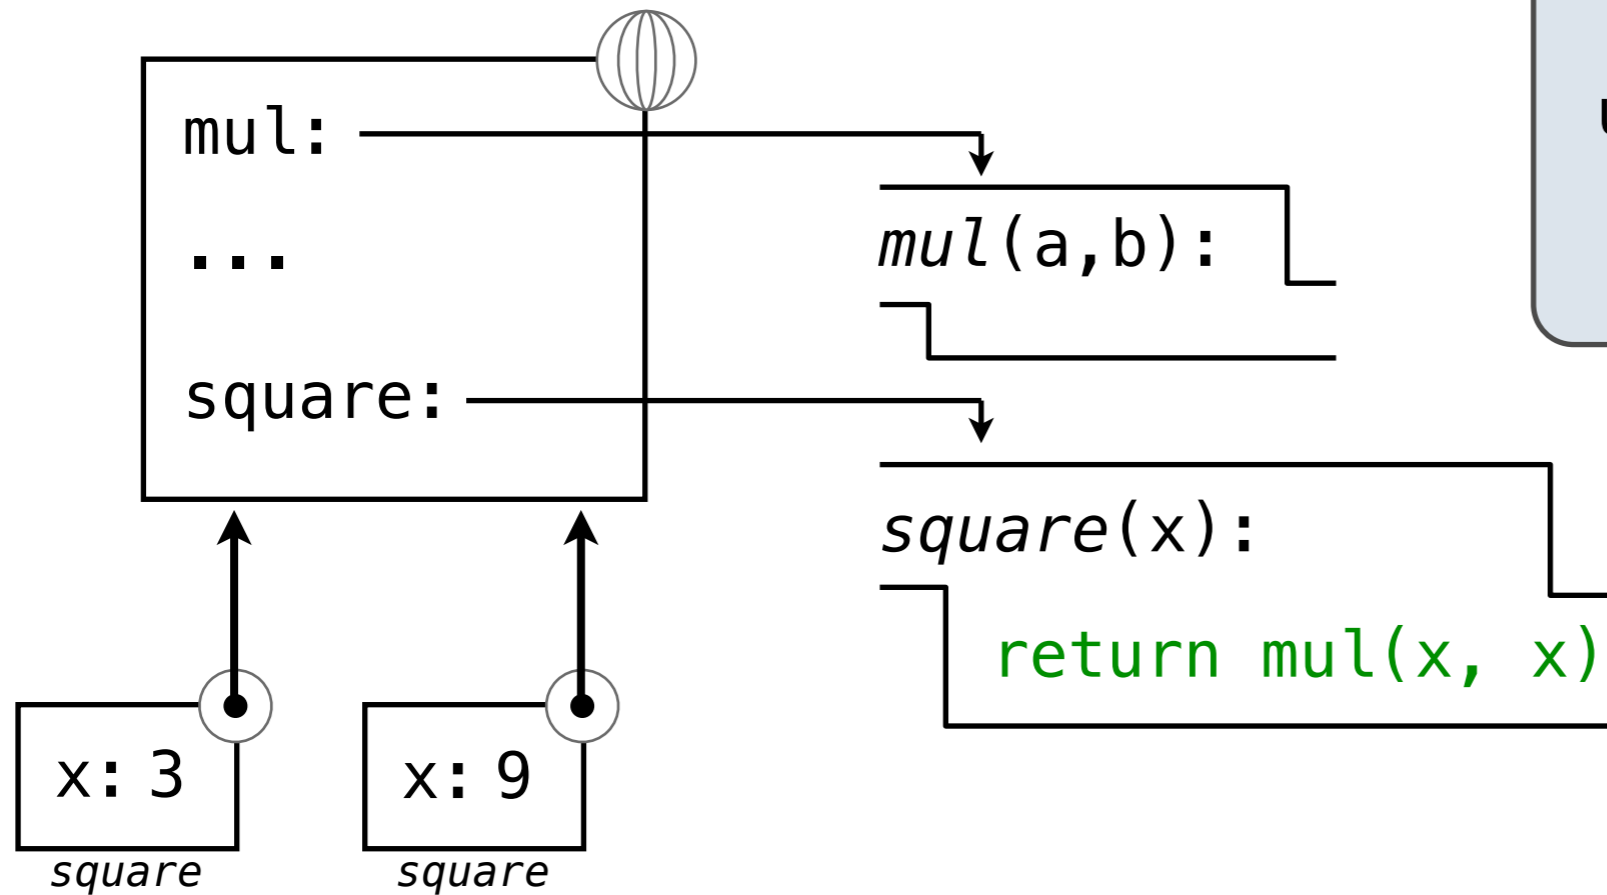 mul:
...
square:
mul(a,b):
square(x):
return mul(x, x)
x: 3
square
x: 9
square